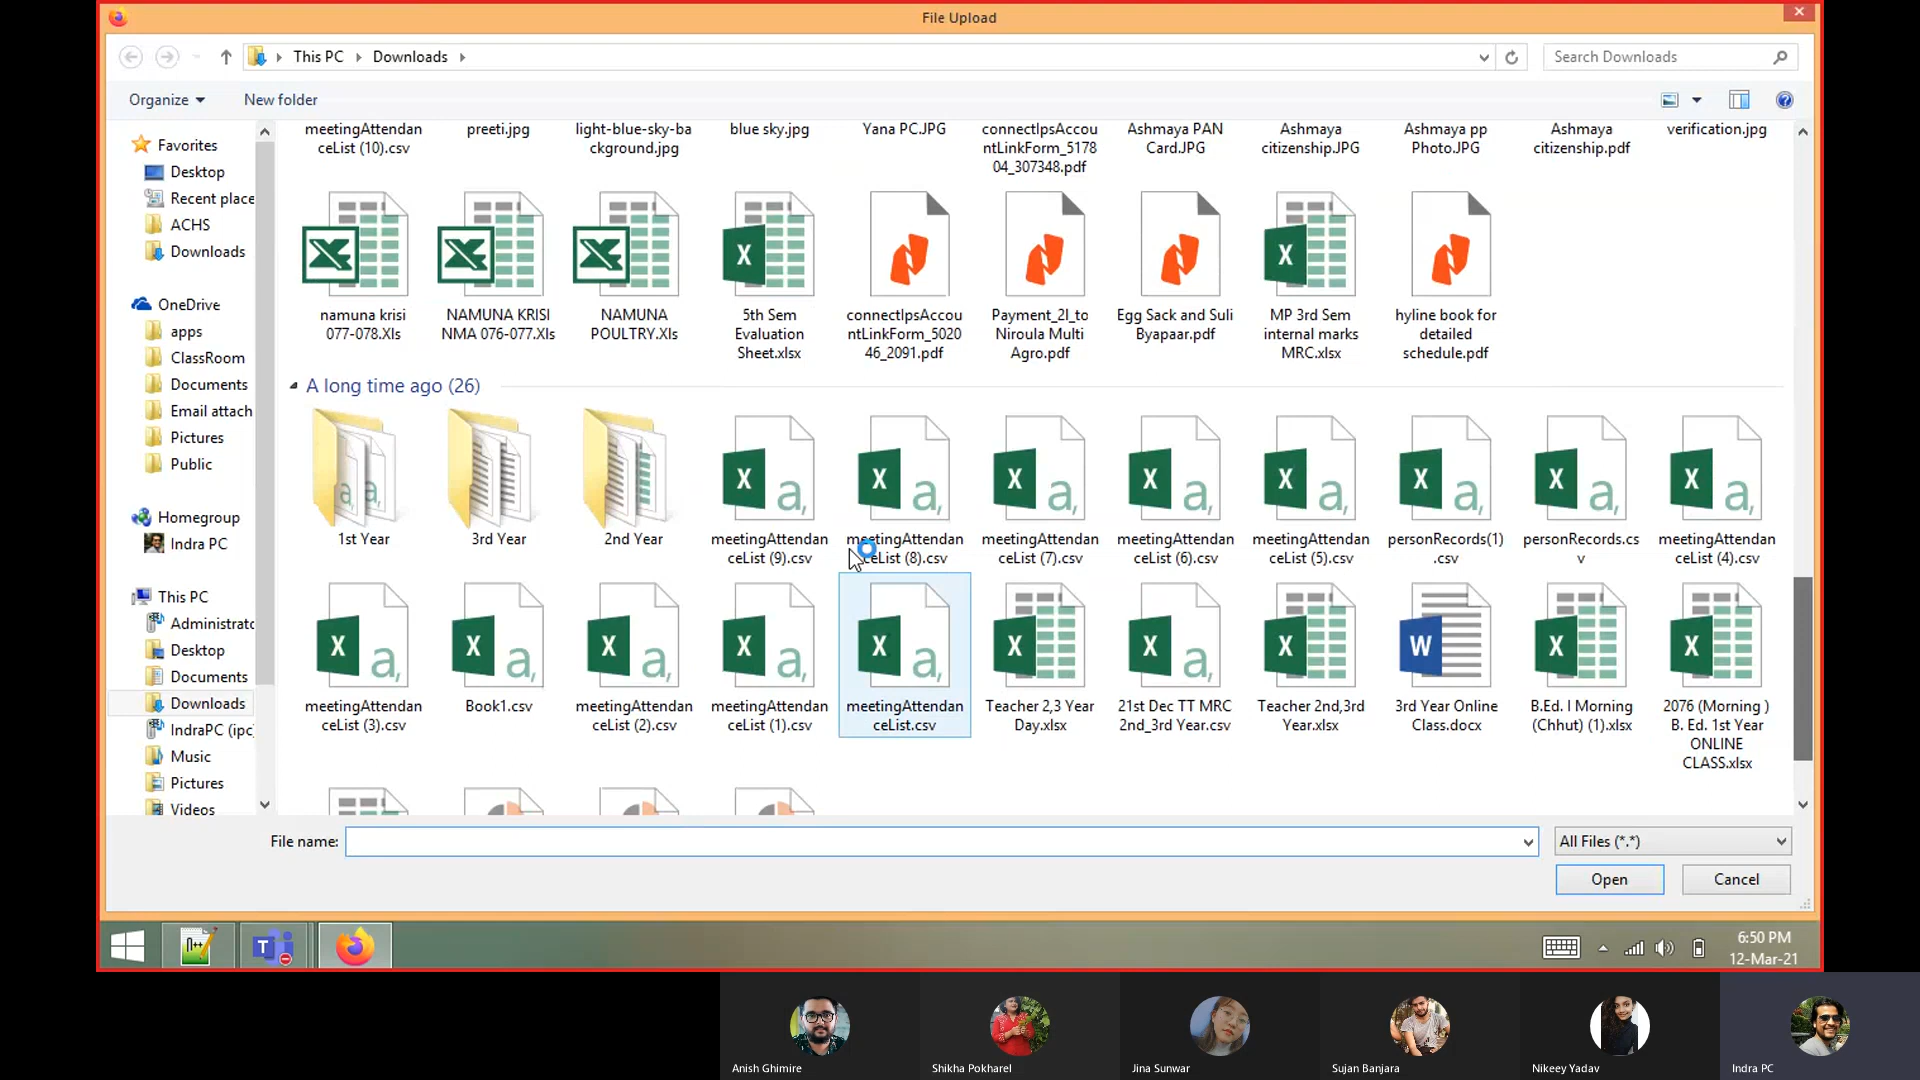 File Upload
This PC
Downloads
Search Downloads
Organize
New folder
Favorites
Desktop
Recent place
ACHS
Downloads
OneDrive
apps
ClassRoom
Documents
Email attach
Pictures
Public
Homegroup
Indra PC
This PC
Administrato
Desktop
Documents
Downloads
IndraPC (ipc)
Music
Pictures
Videos
meetingAttendan
ceList (10).csv
preeti.jpg
light-blue-sky-ba
ckground.jpg
blue sky.jpg
Yana PC.JPG
connectIpsAccou
ntLinkForm_5178
04_307348.pdf
Ashmaya PAN
Card.JPG
Ashmaya
citizenship.JPG
Ashmaya pp
Photo.JPG
Ashmaya
citizenship.pdf
verification.jpg
namuna krisi
077-078.Xls
NAMUNA KRISI
NMA 076-077.Xls
NAMUNA
POULTRY.Xls
5th Sem
Evaluation
Sheet.xlsx
connectIpsAccou
ntLinkForm_5020
46_2091.pdf
Payment_2l_to
Niroula Multi
Agro.pdf
Egg Sack and Suli
Byapaar.pdf
MP 3rd Sem
internal marks
MRC.xlsx
hyline book for
detailed
schedule.pdf
A long time ago (26)
1st Year
3rd Year
2nd Year
meetingAttendan
ceList (9).csv
meetingAttendan
ceList (8).csv
meetingAttendan
ceList (7).csv
meetingAttendan
ceList (6).csv
meetingAttendan
ceList (5).csv
personRecords(1)
.csv
personRecords.cs
v
meetingAttendan
ceList (4).csv
meetingAttendan
ceList (3).csv
Book1.csv
meetingAttendan
ceList (2).csv
meetingAttendan
ceList (1).csv
meetingAttendan
ceList.csv
Teacher 2,3 Year
Day.xlsx
21st Dec TT MRC
2nd_3rd Year.csv
Teacher 2nd,3rd
Year.xlsx
3rd Year Online
Class.docx
B.Ed. I Morning
(Chhut) (1).xlsx
2076 (Morning )
B. Ed. 1st Year
ONLINE
CLASS.xlsx
File name:
All Files (*.*)
Open
Cancel
6:50 PM
12-Mar-21
Anish Ghimire
Shikha Pokharel
Jina Sunwar
Sujan Banjara
Nikeey Yadav
Indra PC